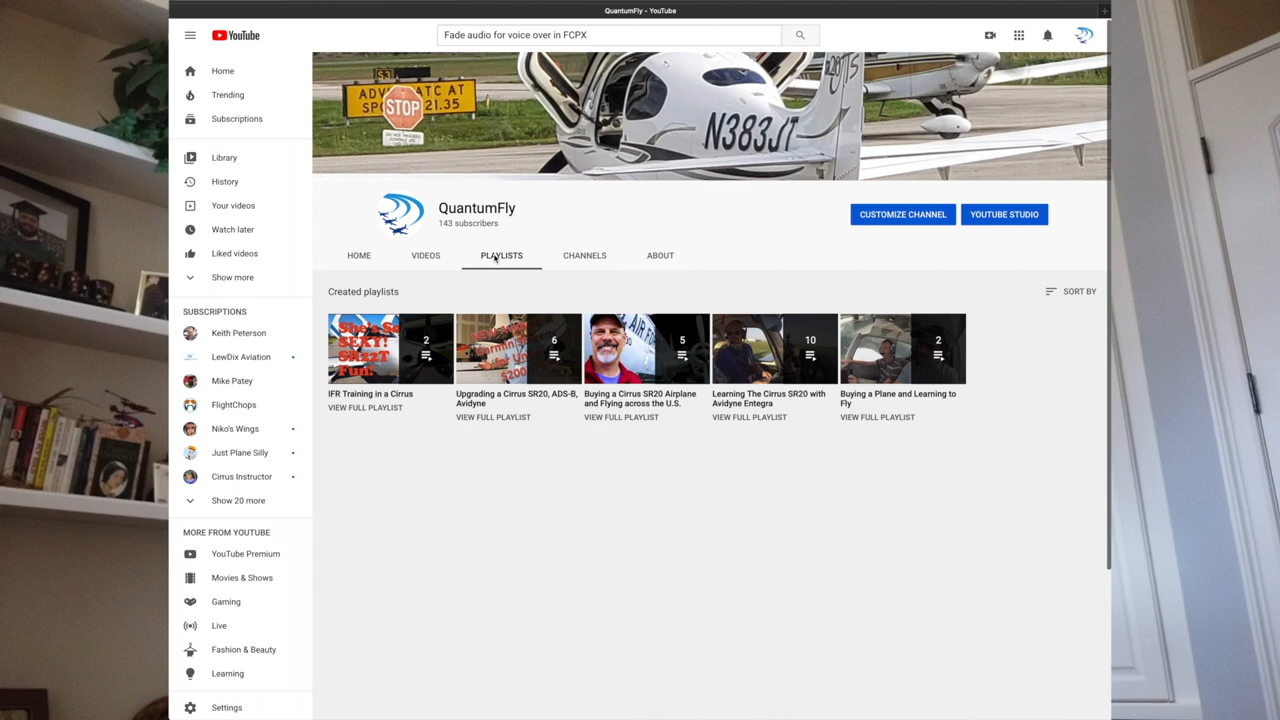 QuantumFly - YouTube
YouTube
Fade audio for voice over in FCPX
Home
Trending
Subscriptions
Library
History
Your videos
Watch later
Liked videos
Show more
SUBSCRIPTIONS
Keith Peterson
LewDix Aviation
Mike Patey
FlightChops
Niko's Wings
Just Plane Silly
Cirrus Instructor
Show 20 more
MORE FROM YOUTUBE
YouTube Premium
Movies & Shows
Gaming
Live
Fashion & Beauty
Learning
Settings
STOP
N383JT
QuantumFly
143 subscribers
CUSTOMIZE CHANNEL
YOUTUBE STUDIO
HOME
VIDEOS
PLAYLISTS
CHANNELS
ABOUT
Created playlists
SORT BY
2
6
5
10
2
IFR Training in a Cirrus
VIEW FULL PLAYLIST
Upgrading a Cirrus SR20, ADS-B,
Avidyne
VIEW FULL PLAYLIST
Buying a Cirrus SR20 Airplane
and Flying across the U.S.
VIEW FULL PLAYLIST
Learning The Cirrus SR20 with
Avidyne Entegra
VIEW FULL PLAYLIST
Buying a Plane and Learning to
Fly
VIEW FULL PLAYLIST